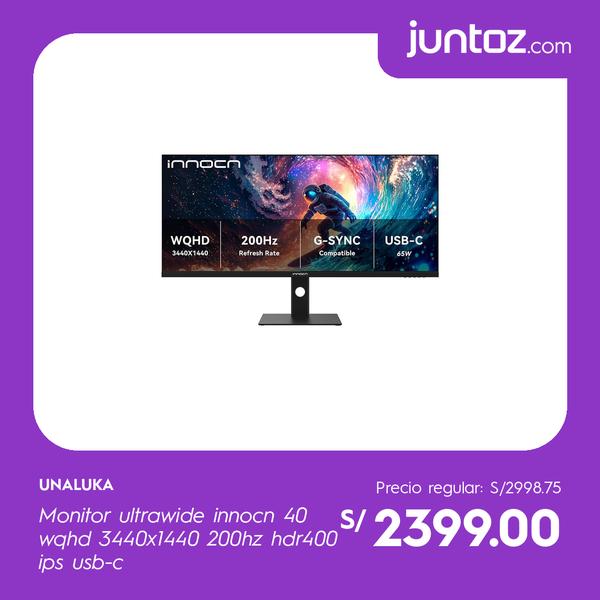 juntoz.com
innocn
WQHD
3440X1440
200Hz
Refresh Rate
G-SYNC
Compatible
USB-C
65W
innocn
UNALUKA
Monitor ultrawide innocn 40
wqhd 3440x1440 200hz hdr400
ips usb-c
Precio regular: S/2998.75
S/ 2399.00